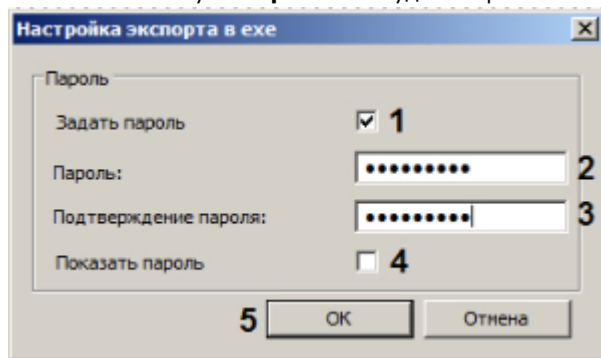 Настройка экспорта в exe
Пароль
Задать пароль 1
Пароль: ●●●●●●●●● 2
Подтверждение пароля: ●●●●●●●●● 3
Показать пароль 4
5 OK Отмена